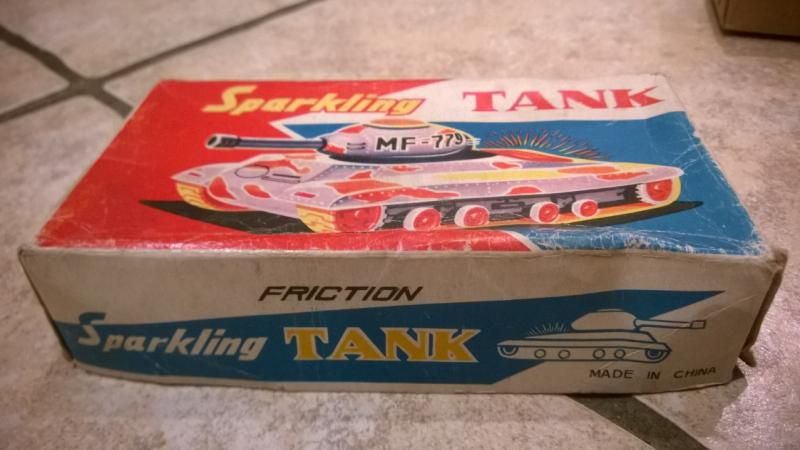 Sparkling TANK
MF-779
FRICTION
Sparkling TANK
MADE IN CHINA